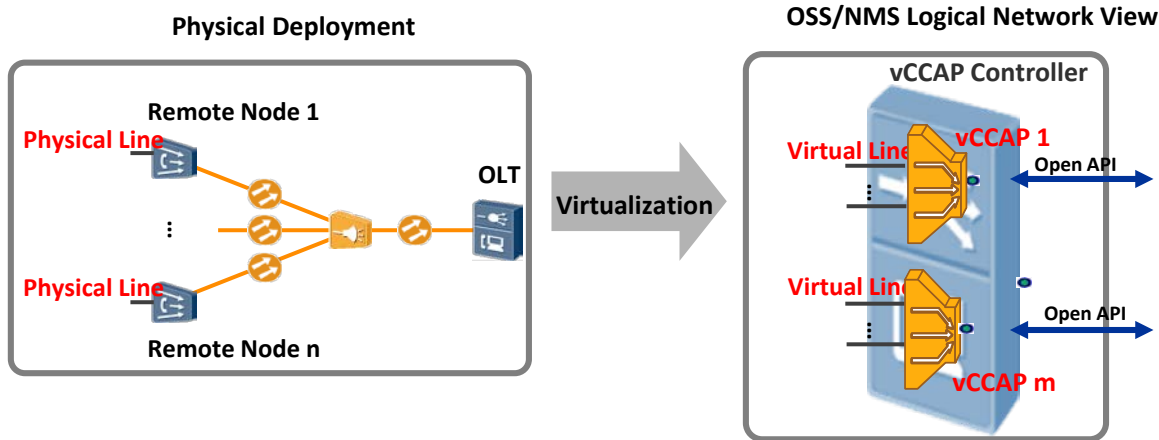 Physical Deployment
OSS/NMS Logical Network View
Remote Node 1
Physical Line
OLT
...
Physical Line
Remote Node n
Virtualization
vCCAP Controller
vCCAP 1
Virtual Line
Open API
...
Virtual Line
Open API
...
vCCAP m